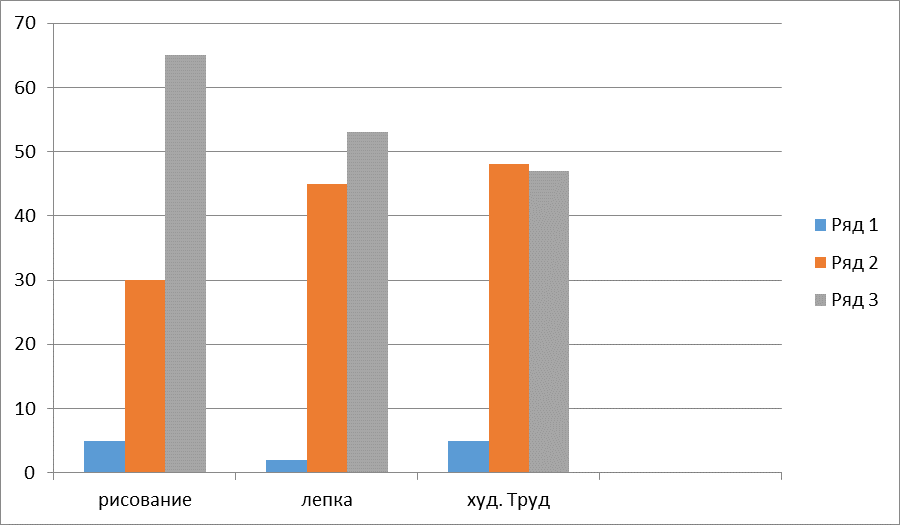 70
60
50
40
30
20
10
0
рисование
лепка
худ. Труд
Ряд 1
Ряд 2
Ряд 3